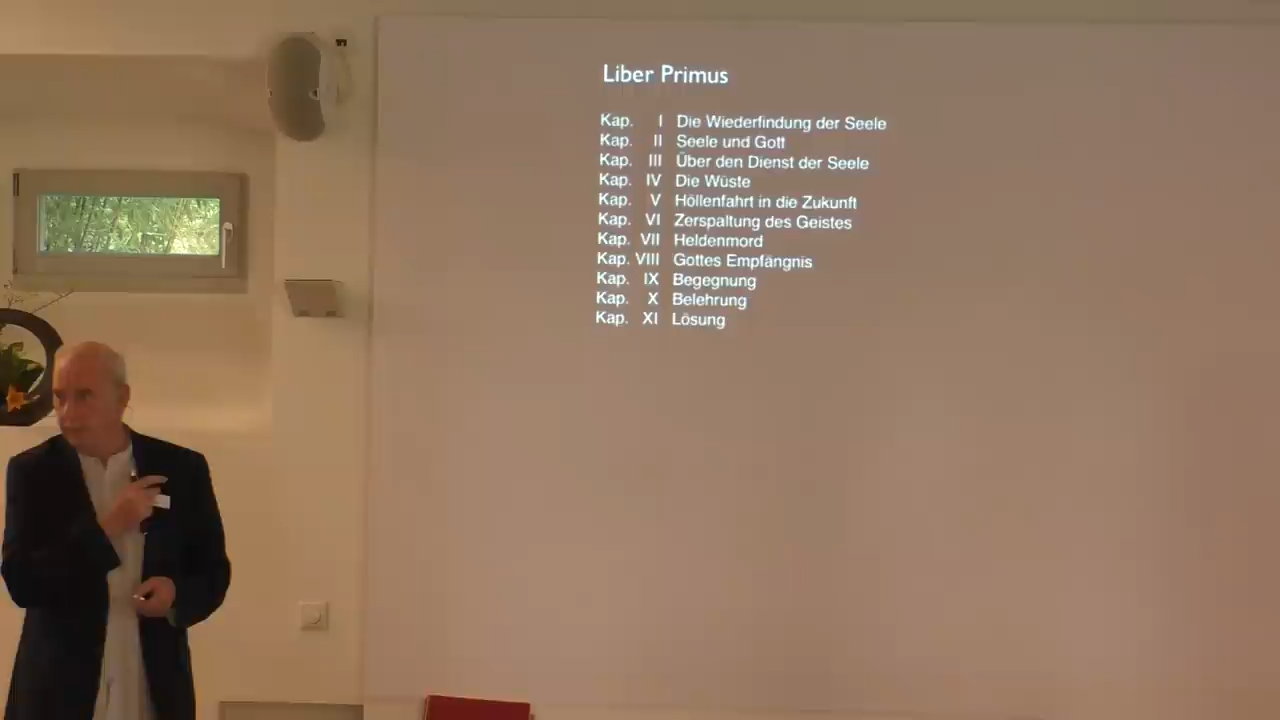 Liber Primus
Kap. I Die Wiederfindung der Seele
Kap. II Seele und Gott
Kap. III Über den Dienst der Seele
Kap. IV Die Wüste
Kap. V Höllenfahrt in die Zukunft
Kap. VI Zerspaltung des Geistes
Kap. VII Heldenmord
Kap. VIII Gottes Empfängnis
Kap. IX Begegnung
Kap. X Belehrung
Kap. XI Lösung